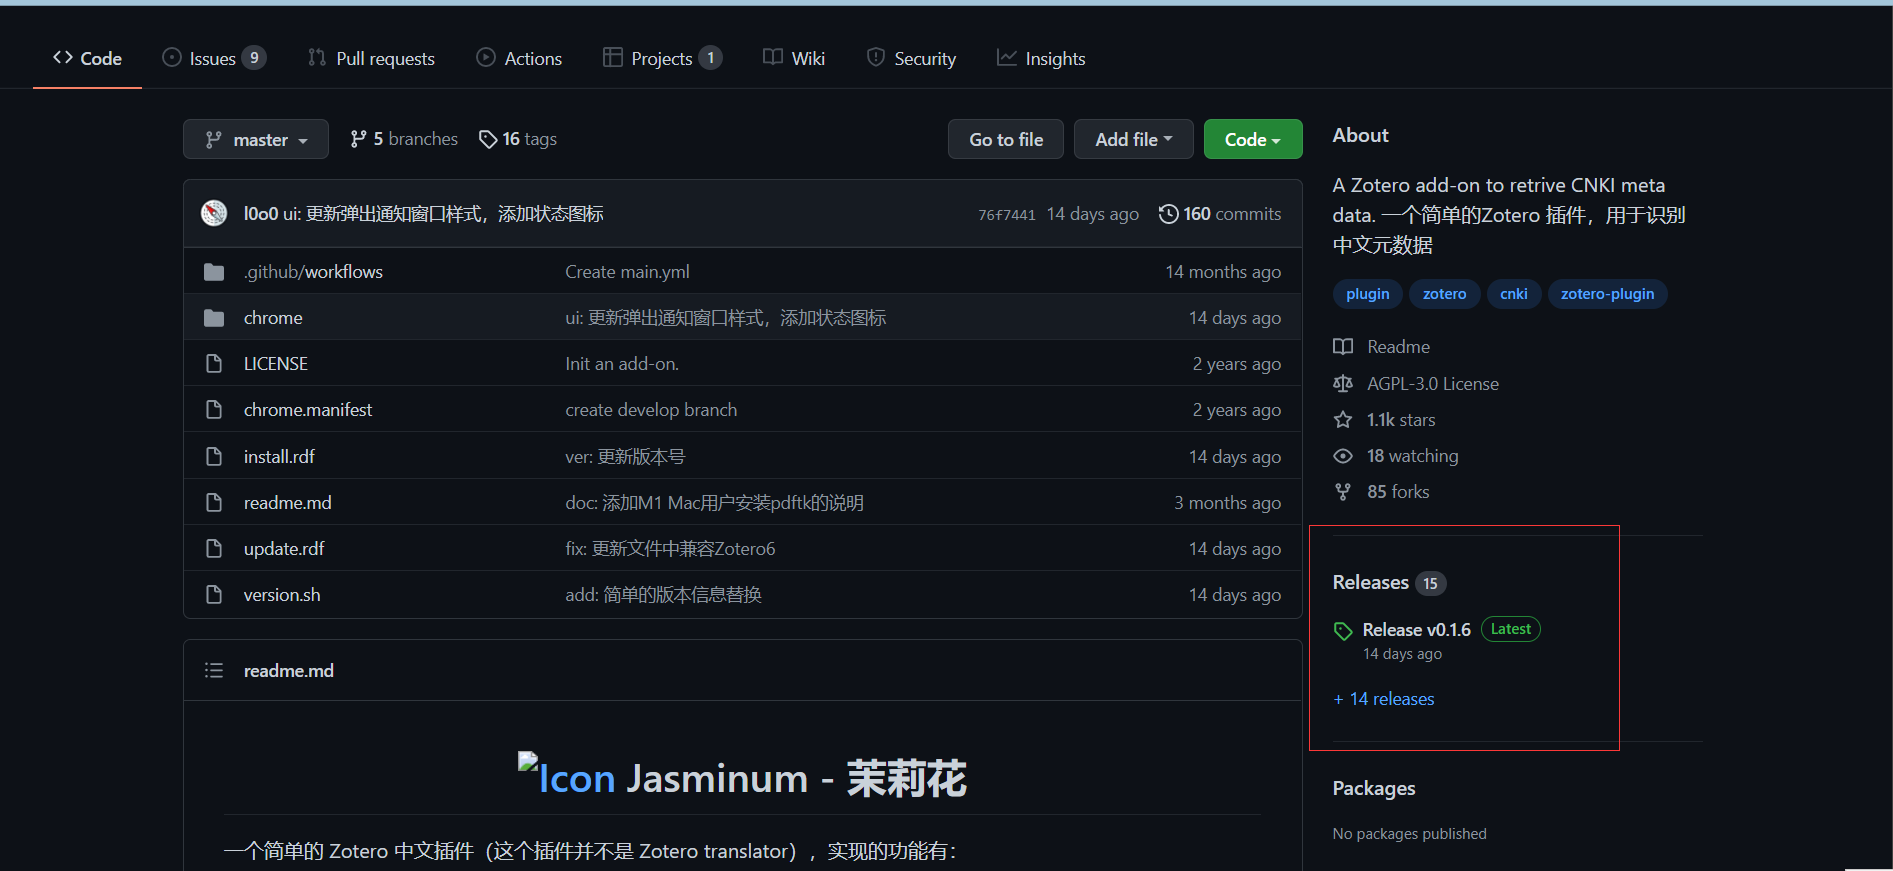 Code Issues 9 Pull requests Actions Projects 1 Wiki Security Insights
master 5 branches 16 tags Go to file Add file Code
l0o0 ui: 更新弹出通知窗口样式，添加状态图标 76f7441 14 days ago 160 commits
.github/workflows Create main.yml 14 months ago
chrome ui: 更新弹出通知窗口样式，添加状态图标 14 days ago
LICENSE Init an add-on. 2 years ago
chrome.manifest create develop branch 2 years ago
install.rdf ver: 更新版本号 14 days ago
readme.md doc: 添加M1 Mac用户安装pdftk的说明 3 months ago
update.rdf fix: 更新文件中兼容Zotero6 14 days ago
version.sh add: 简单的版本信息替换 14 days ago
readme.md
Icon Jasminum - 茉莉花
一个简单的 Zotero 中文插件（这个插件并不是 Zotero translator），实现的功能有：
About
A Zotero add-on to retrive CNKI meta
data. 一个简单的Zotero 插件，用于识别
中文元数据
plugin zotero cnki zotero-plugin
Readme
AGPL-3.0 License
1.1k stars
18 watching
85 forks
Releases 15
Release v0.1.6 Latest
14 days ago
+ 14 releases
Packages
No packages published